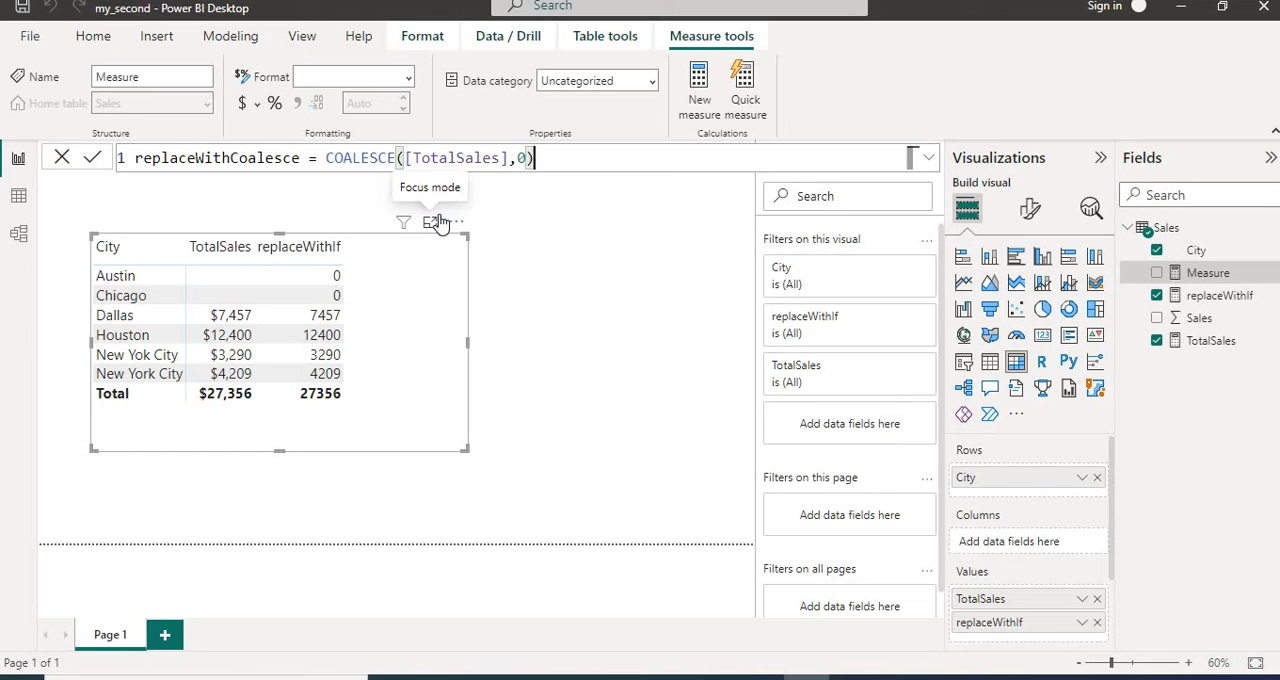 my_second - Power BI Desktop
Search
Sign in
File Home Insert Modeling View Help Format Data / Drill Table tools Measure tools
Name Measure
Home table Sales
Structure
Format
$ % Auto
Formatting
Data category Uncategorized
Properties
New measure
Quick measure
Calculations
1 replaceWithCoalesce = COALESCE([TotalSales],0)
Focus mode
City TotalSales replaceWithIf
Austin 0
Chicago 0
Dallas $7,457 7457
Houston $12,400 12400
New Yok City $3,290 3290
New York City $4,209 4209
Total $27,356 27356
Search
Filters on this visual
City
is (All)
replaceWithIf
is (All)
TotalSales
is (All)
Add data fields here
Filters on this page
Add data fields here
Filters on all pages
Add data fields here
Visualizations
Build visual
123
R Py
Rows
City
Columns
Add data fields here
Values
TotalSales
replaceWithIf
Fields
Search
Sales
City
Measure
replaceWithIf
Sales
TotalSales
Page 1
Page 1 of 1
60%